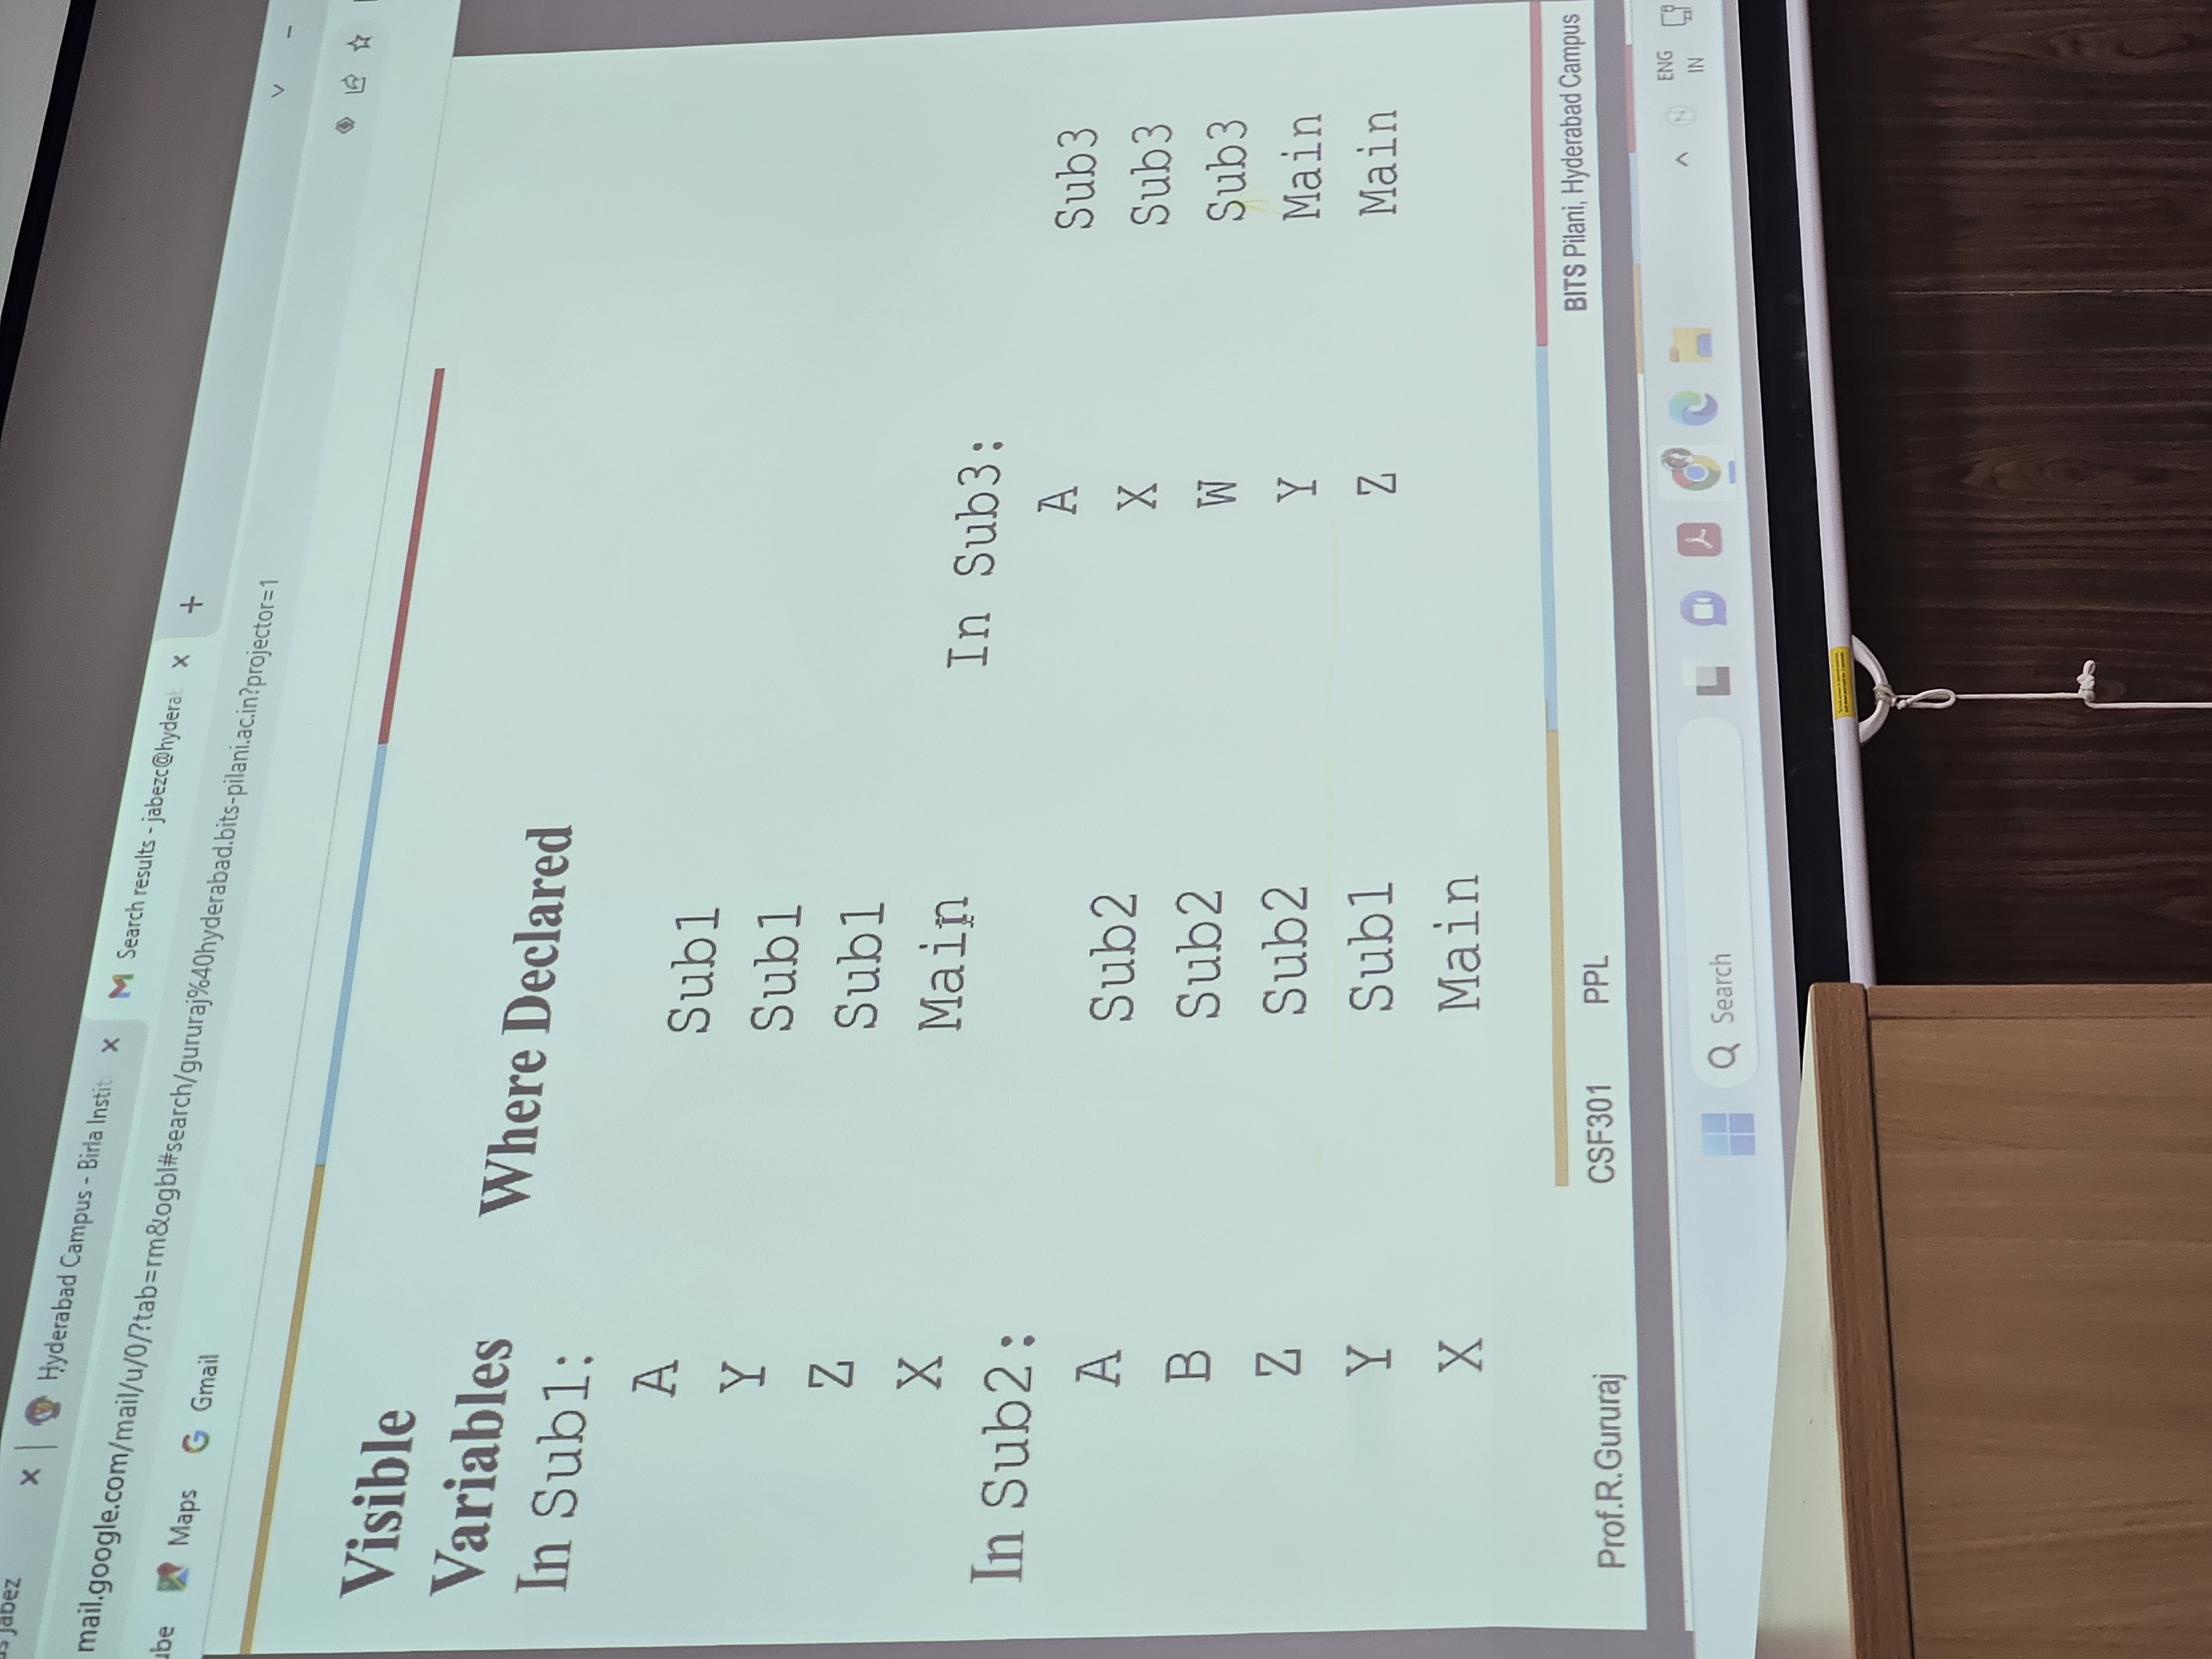 Jabez
Hyderabad Campus - Birla Instit
Search results - jabezc@hyderab
mail.google.com/mail/u/0/?tab=rm&ogbl#search/gururaj%40hyderabad.bits-pilani.ac.in?projector=1
Maps Gmail
Visible
Variables Where Declared
In Sub1:
A Sub1
Y Sub1
Z Sub1
X Main
In Sub2:
A Sub2
B Sub2
Z Sub2
Y Sub1
X Main
In Sub3:
A Sub3
X Sub3
W Sub3
Y Main
Z Main
Prof.R.Gururaj CSF301 PPL BITS Pilani, Hyderabad Campus
Search
ENG
IN